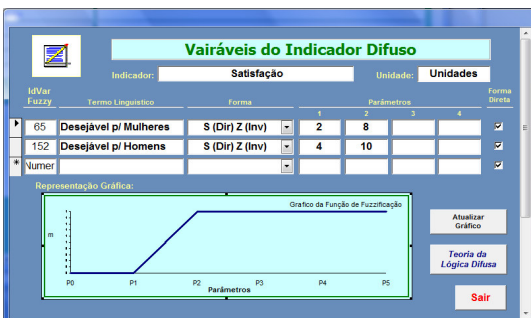 Vairáveis do Indicador Difuso
Indicador: Satisfação Unidade: Unidades
IdVar Fuzzy Termo Linguistico Forma Parâmetros Forma Direta
1 2 3 4
65 Desejável p/ Mulheres S (Dir) Z (Inv) 2 8
152 Desejável p/ Homens S (Dir) Z (Inv) 4 10
* Numer
Representação Gráfica:
Grafico da Função de Fuzzificação
m
P0 P1 P2 P3 P4 P5
Parâmetros
Atualizar Gráfico
Teoria da Lógica Difusa
Sair